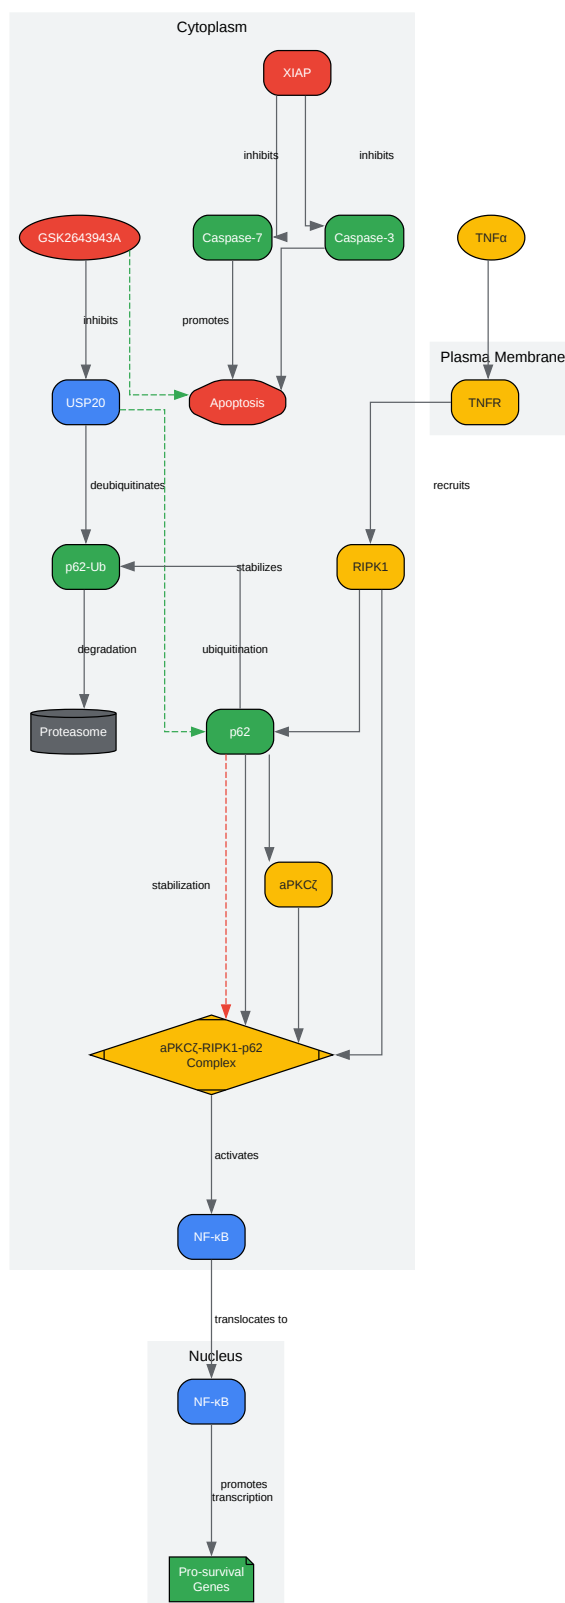 Cytoplasm
XIAP
inhibits
inhibits
GSK2643943A
Caspase-7
Caspase-3
TNFα
inhibits
promotes
Plasma Membrane
USP20
Apoptosis
TNFR
deubiquitinates
recruits
p62-Ub
stabilizes
RIPK1
degradation
ubiquitination
Proteasome
p62
stabilization
aPKCζ
aPKCζ-RIPK1-p62
Complex
activates
NF-κB
translocates to
Nucleus
NF-κB
promotes
transcription
Pro-survival
Genes